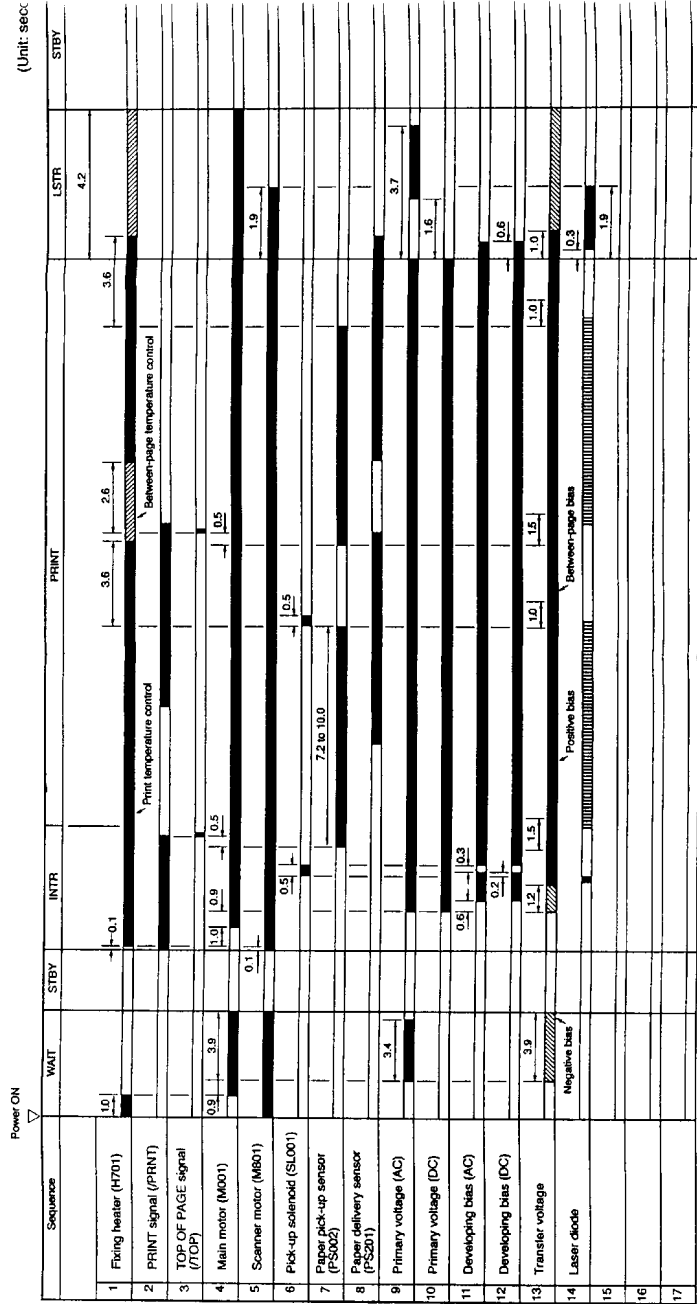 (Unit: sec
Power ON
Sequence
WAIT
STBY
INTR
PRINT
LSTR
STBY
4.2
1 Fixing heater (H701)
1.0
0.1
3.6
2.6
3.6
2 PRINT signal (/PRNT)
Print temperature control
Between-page temperature control
3 TOP OF PAGE signal
(/TOP)
4 Main motor (M001)
0.9
3.9
1.0
0.9
0.5
0.5
5 Scanner motor (M801)
0.1
1.9
6 Pick-up solenoid (SL001)
0.5
0.5
7 Paper pick-up sensor
(PS002)
7.2 to 10.0
8 Paper delivery sensor
(PS201)
9 Primary voltage (AC)
3.4
3.7
10 Primary voltage (DC)
1.6
11 Developing bias (AC)
0.6
0.3
12 Developing bias (DC)
0.2
0.6
13 Transfer voltage
3.9
1.2
1.5
1.0
1.5
1.0
1.0
14 Laser diode
Negative bias
Positive bias
Between-page bias
0.3
15
1.9
16
17